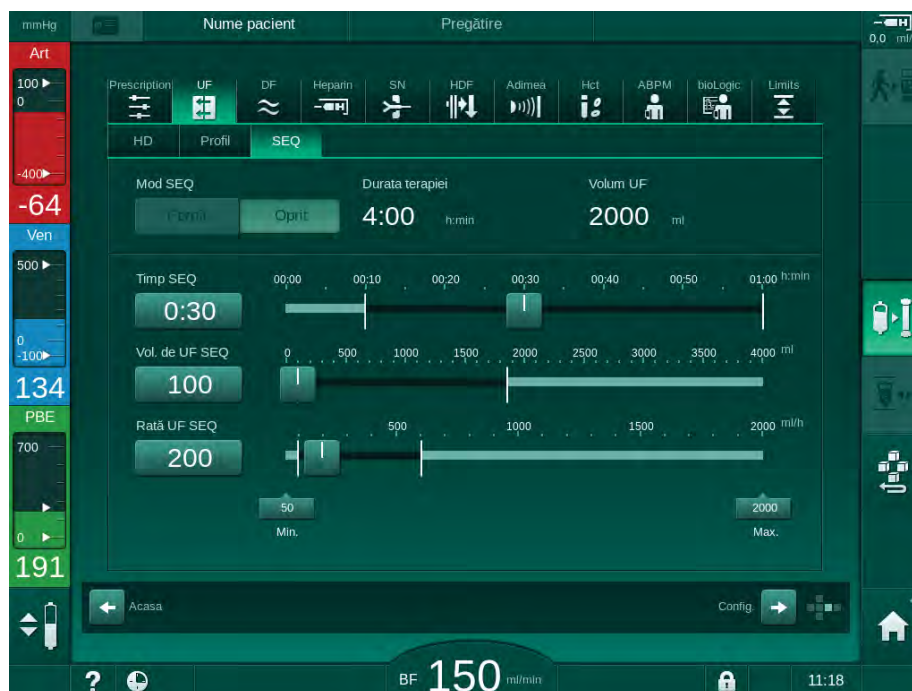 mmHg Nume pacient Pregătire 0,0 ml/
Art
100
0
-400
-64
Ven
500
0
-100
134
PBE
700
0
191
Prescription UF DF Heparin SN HDF Adimea Hct ABPM bioLogic Limits
HD Profil SEQ
Mod SEQ Durata terapiei Volum UF
Oprit 4:00 h:min 2000 ml
Timp SEQ 00:00 00:10 00:20 00:30 00:40 00:50 01:00 h:min
0:30
Vol. de UF SEQ 0 500 1000 1500 2000 2500 3000 3500 4000 ml
100
Rată UF SEQ 500 1000 1500 2000 ml/h
200
50 2000
Min. Max.
Acasa Config.
? BF 150 ml/min 11:18